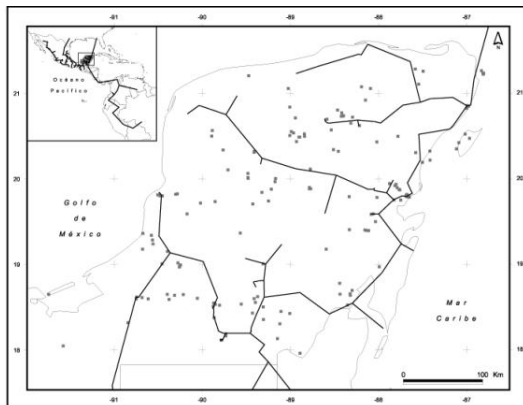 -91 -90 -89 -88 -87
N
Océano
Pacífico
21 21
20 20
Golfo
de
México
19 19
Mar
Caribe
18 18
0 100
Km
-91 -90 -89 -88 -87